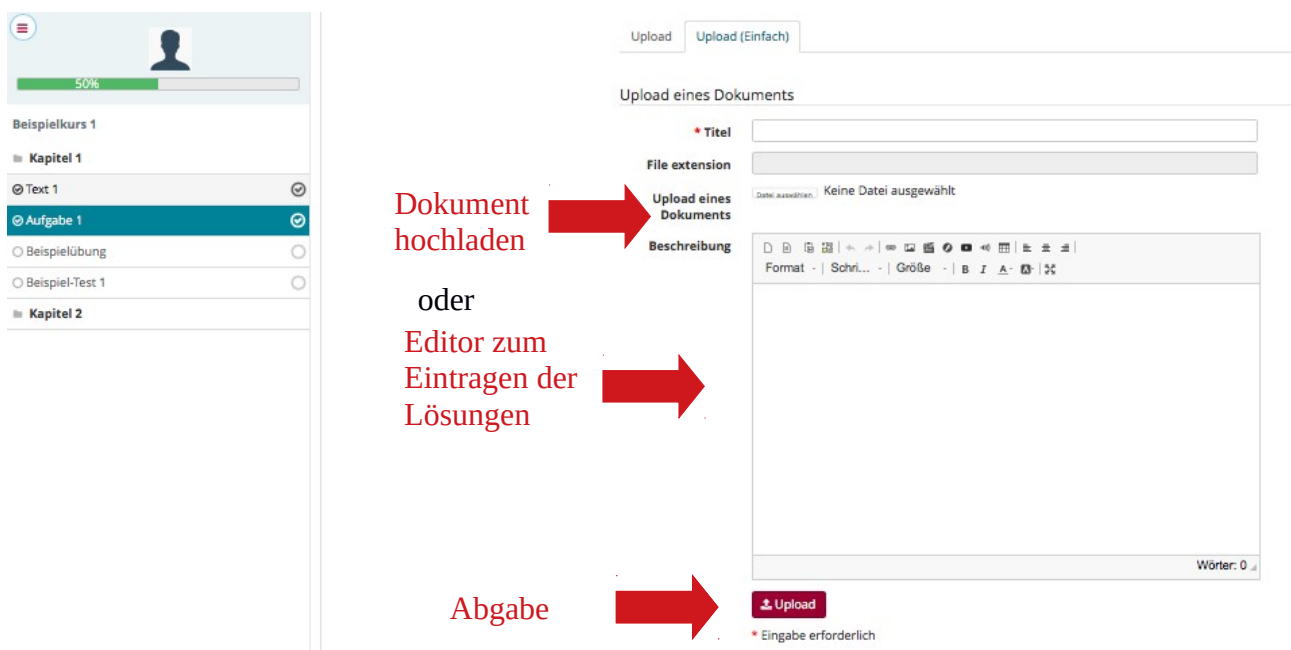 50%
Beispielkurs 1
Kapitel 1
Text 1
Aufgabe 1
Beispielübung
Beispiel-Test 1
Kapitel 2
Dokument
hochladen
oder
Editor zum
Eintragen der
Lösungen
Abgabe
Upload Upload (Einfach)
Upload eines Dokuments
* Titel
File extension
Upload eines
Dokuments
Datei auswählen Keine Datei ausgewählt
Beschreibung
Format Schri... Größe B I A A
Wörter: 0
Upload
* Eingabe erforderlich